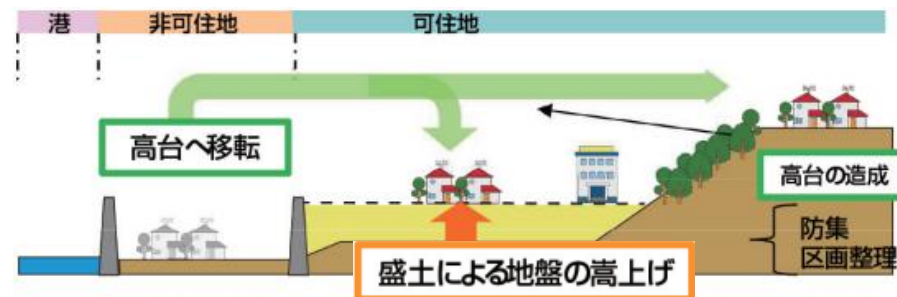 港 非可住地 可住地
高台へ移転
高台の造成
盛土による地盤の嵩上げ
防集
区画整理